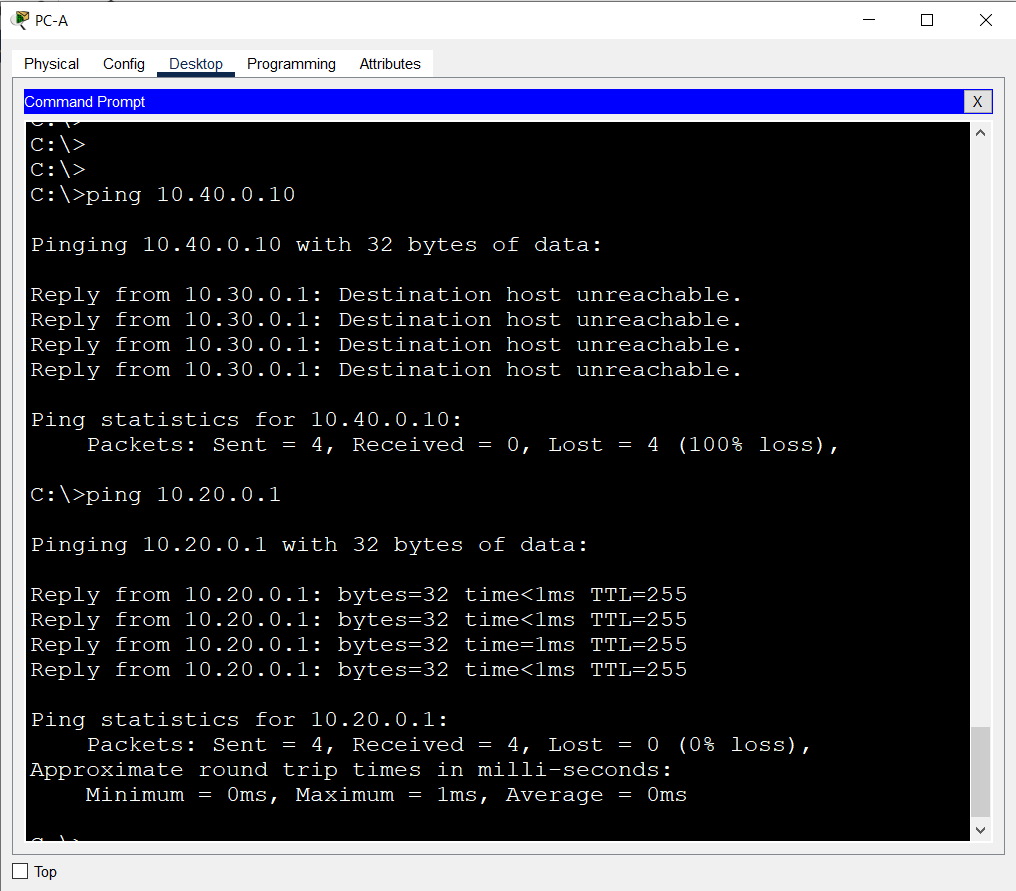 PC-A
Physical Config Desktop Programming Attributes
Command Prompt X
C:\>
C:\>
C:\>
C:\>ping 10.40.0.10
Pinging 10.40.0.10 with 32 bytes of data:
Reply from 10.30.0.1: Destination host unreachable.
Reply from 10.30.0.1: Destination host unreachable.
Reply from 10.30.0.1: Destination host unreachable.
Reply from 10.30.0.1: Destination host unreachable.
Ping statistics for 10.40.0.10:
Packets: Sent = 4, Received = 0, Lost = 4 (100% loss),
C:\>ping 10.20.0.1
Pinging 10.20.0.1 with 32 bytes of data:
Reply from 10.20.0.1: bytes=32 time<1ms TTL=255
Reply from 10.20.0.1: bytes=32 time<1ms TTL=255
Reply from 10.20.0.1: bytes=32 time=1ms TTL=255
Reply from 10.20.0.1: bytes=32 time<1ms TTL=255
Ping statistics for 10.20.0.1:
Packets: Sent = 4, Received = 4, Lost = 0 (0% loss),
Approximate round trip times in milli-seconds:
Minimum = 0ms, Maximum = 1ms, Average = 0ms
C:\>
Top